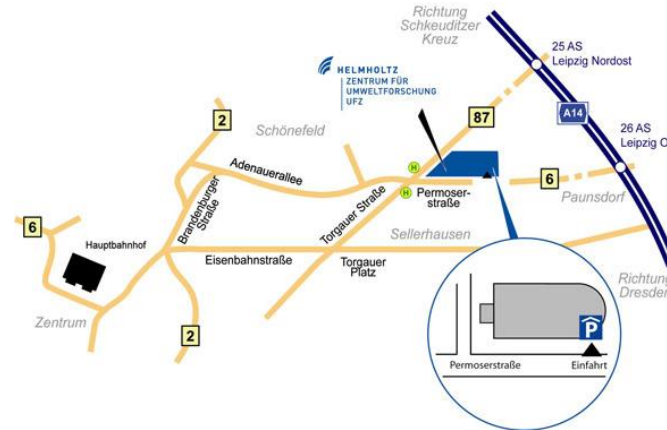 Richtung
Schkeuditzer
Kreuz
25 AS
Leipzig Nordost
HELMHOLTZ
ZENTRUM FÜR
UMWELTFORSCHUNG
UFZ
A14
87
2
Schönefeld
26 AS
Leipzig O
Adenauerallee
H
H
6
Permoser-
straße
Paunsdorf
Brandenburger
Straße
Torgauer Straße
6
Hauptbahnhof
Sellerhausen
Eisenbahnstraße
Torgauer
Platz
Richtung
Dresden
Zentrum
2
P
Permoserstraße
Einfahrt